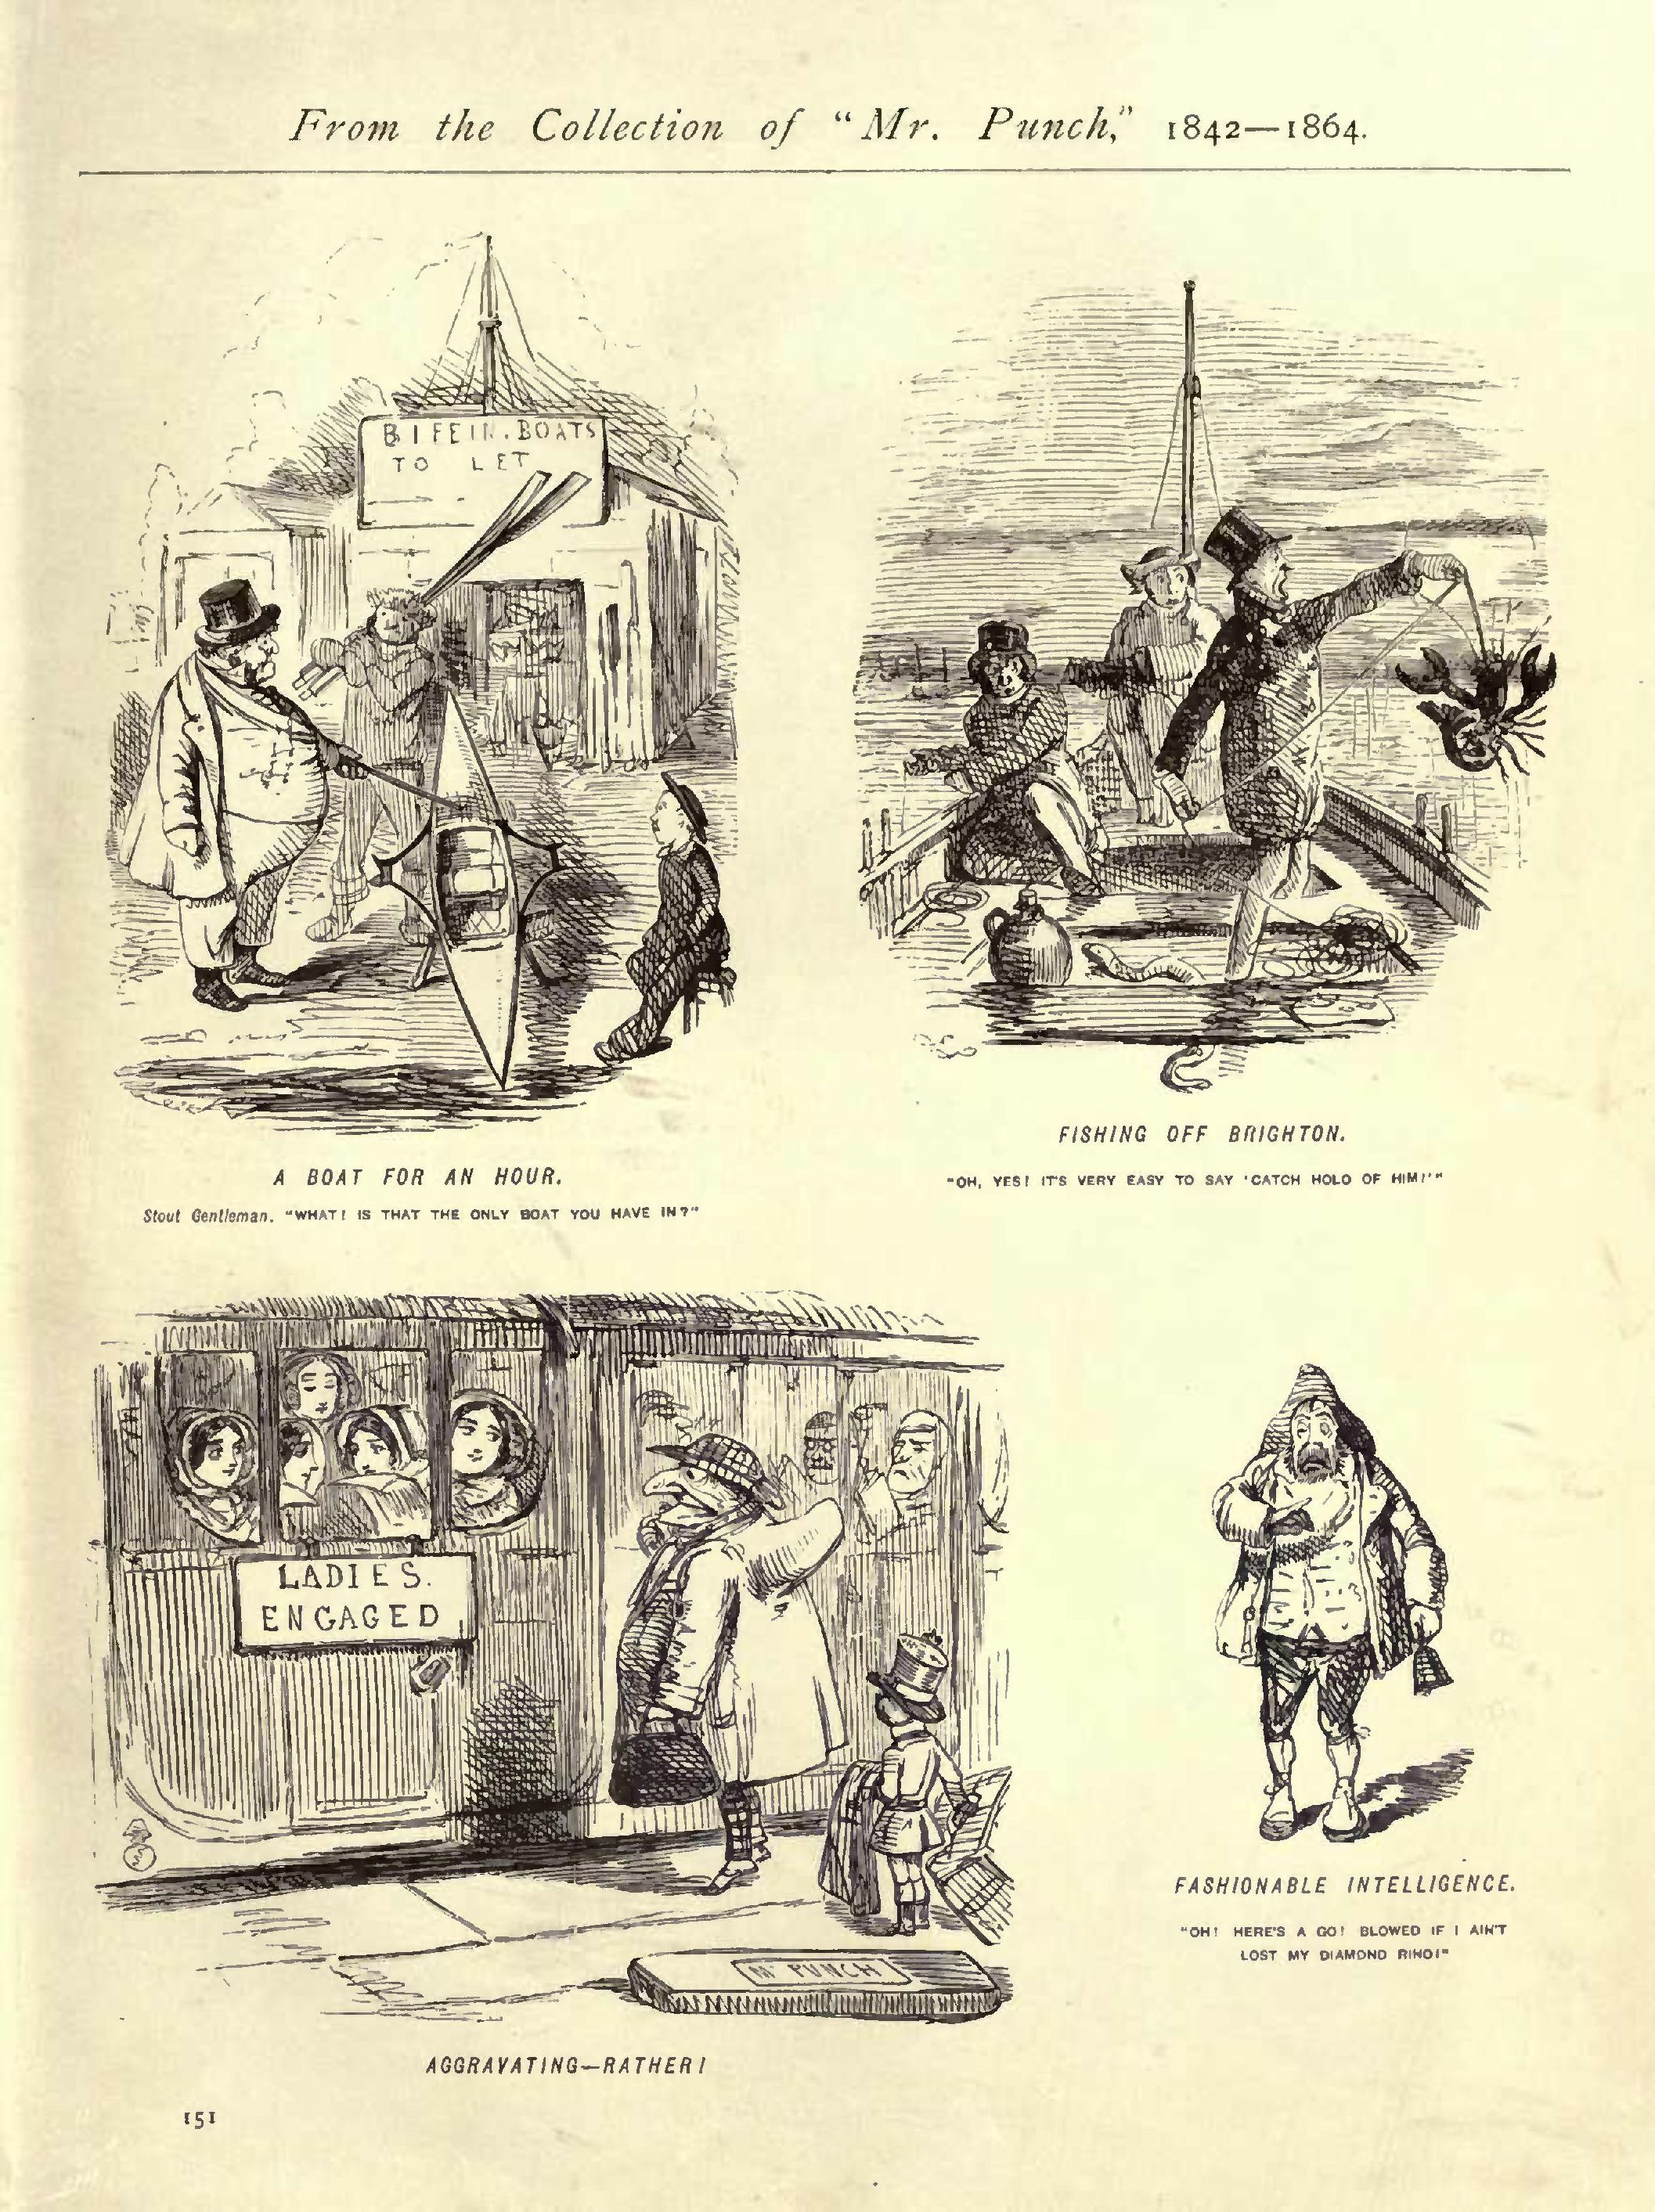 From the Collection of "Mr. Punch," 1842—1864.
BIFEIN. BOATS
TO LET
A BOAT FOR AN HOUR.
Stout Gentleman. "WHAT! IS THAT THE ONLY BOAT YOU HAVE IN?"
FISHING OFF BRIGHTON.
"OH, YES! IT'S VERY EASY TO SAY 'CATCH HOLD OF HIM!'"
LADIES.
ENGAGED
Mr PUNCH
AGGRAVATING—RATHER!
FASHIONABLE INTELLIGENCE.
"OH! HERE'S A GO! BLOWED IF I AIN'T
LOST MY DIAMOND RING!"
151